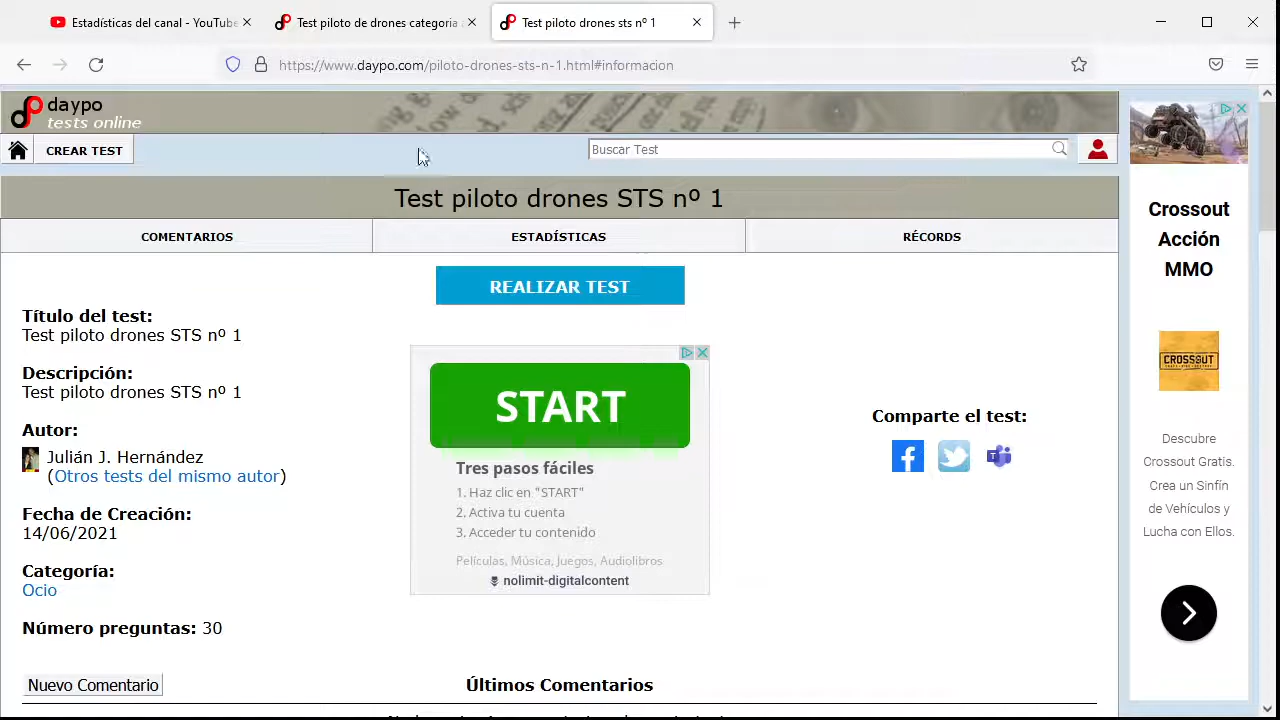 Estadísticas del canal - YouTube
Test piloto de drones categoria
Test piloto drones sts nº 1
https://www.daypo.com/piloto-drones-sts-n-1.html#informacion
daypo
tests online
CREAR TEST
Buscar Test
Test piloto drones STS nº 1
COMENTARIOS
ESTADÍSTICAS
RÉCORDS
REALIZAR TEST
Título del test:
Test piloto drones STS nº 1
Descripción:
Test piloto drones STS nº 1
Autor:
Julián J. Hernández
(Otros tests del mismo autor)
Fecha de Creación:
14/06/2021
Categoría:
Ocio
Número preguntas: 30
START
Tres pasos fáciles
1. Haz clic en "START"
2. Activa tu cuenta
3. Acceder tu contenido
Películas, Música, Juegos, Audiolibros
nolimit-digitalcontent
Comparte el test:
Crossout
Acción
MMO
CROSSOUT
Descubre
Crossout Gratis.
Crea un Sinfín
de Vehículos y
Lucha con Ellos.
Nuevo Comentario
Últimos Comentarios